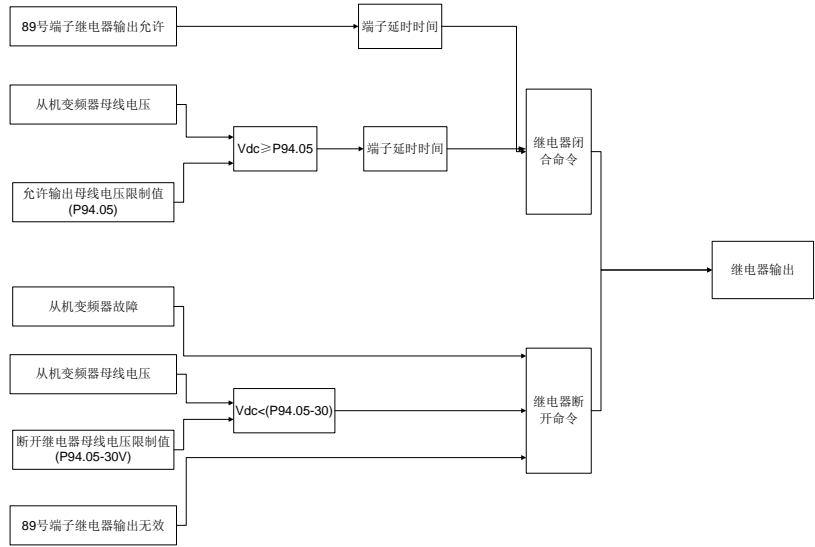 89号端子继电器输出允许
端子延时时间
从机变频器母线电压
Vdc≥P94.05
端子延时时间
继电器闭
合命令
允许输出母线电压限制值
(P94.05)
继电器输出
从机变频器故障
从机变频器母线电压
Vdc<(P94.05-30)
继电器断
开命令
断开继电器母线电压限制值
(P94.05-30V)
89号端子继电器输出无效